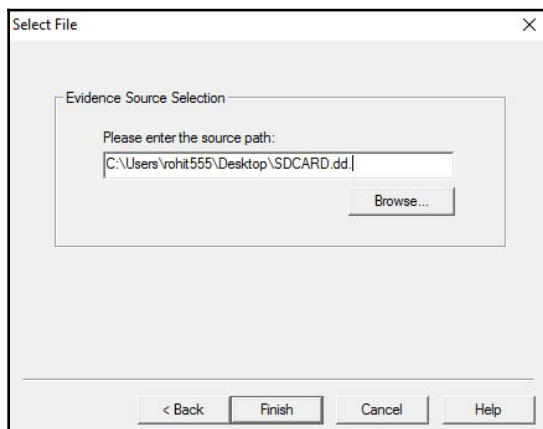 Select File
Evidence Source Selection
Please enter the source path:
C:\Users\rohit555\Desktop\SDCARD.dd.
Browse...
< Back Finish Cancel Help